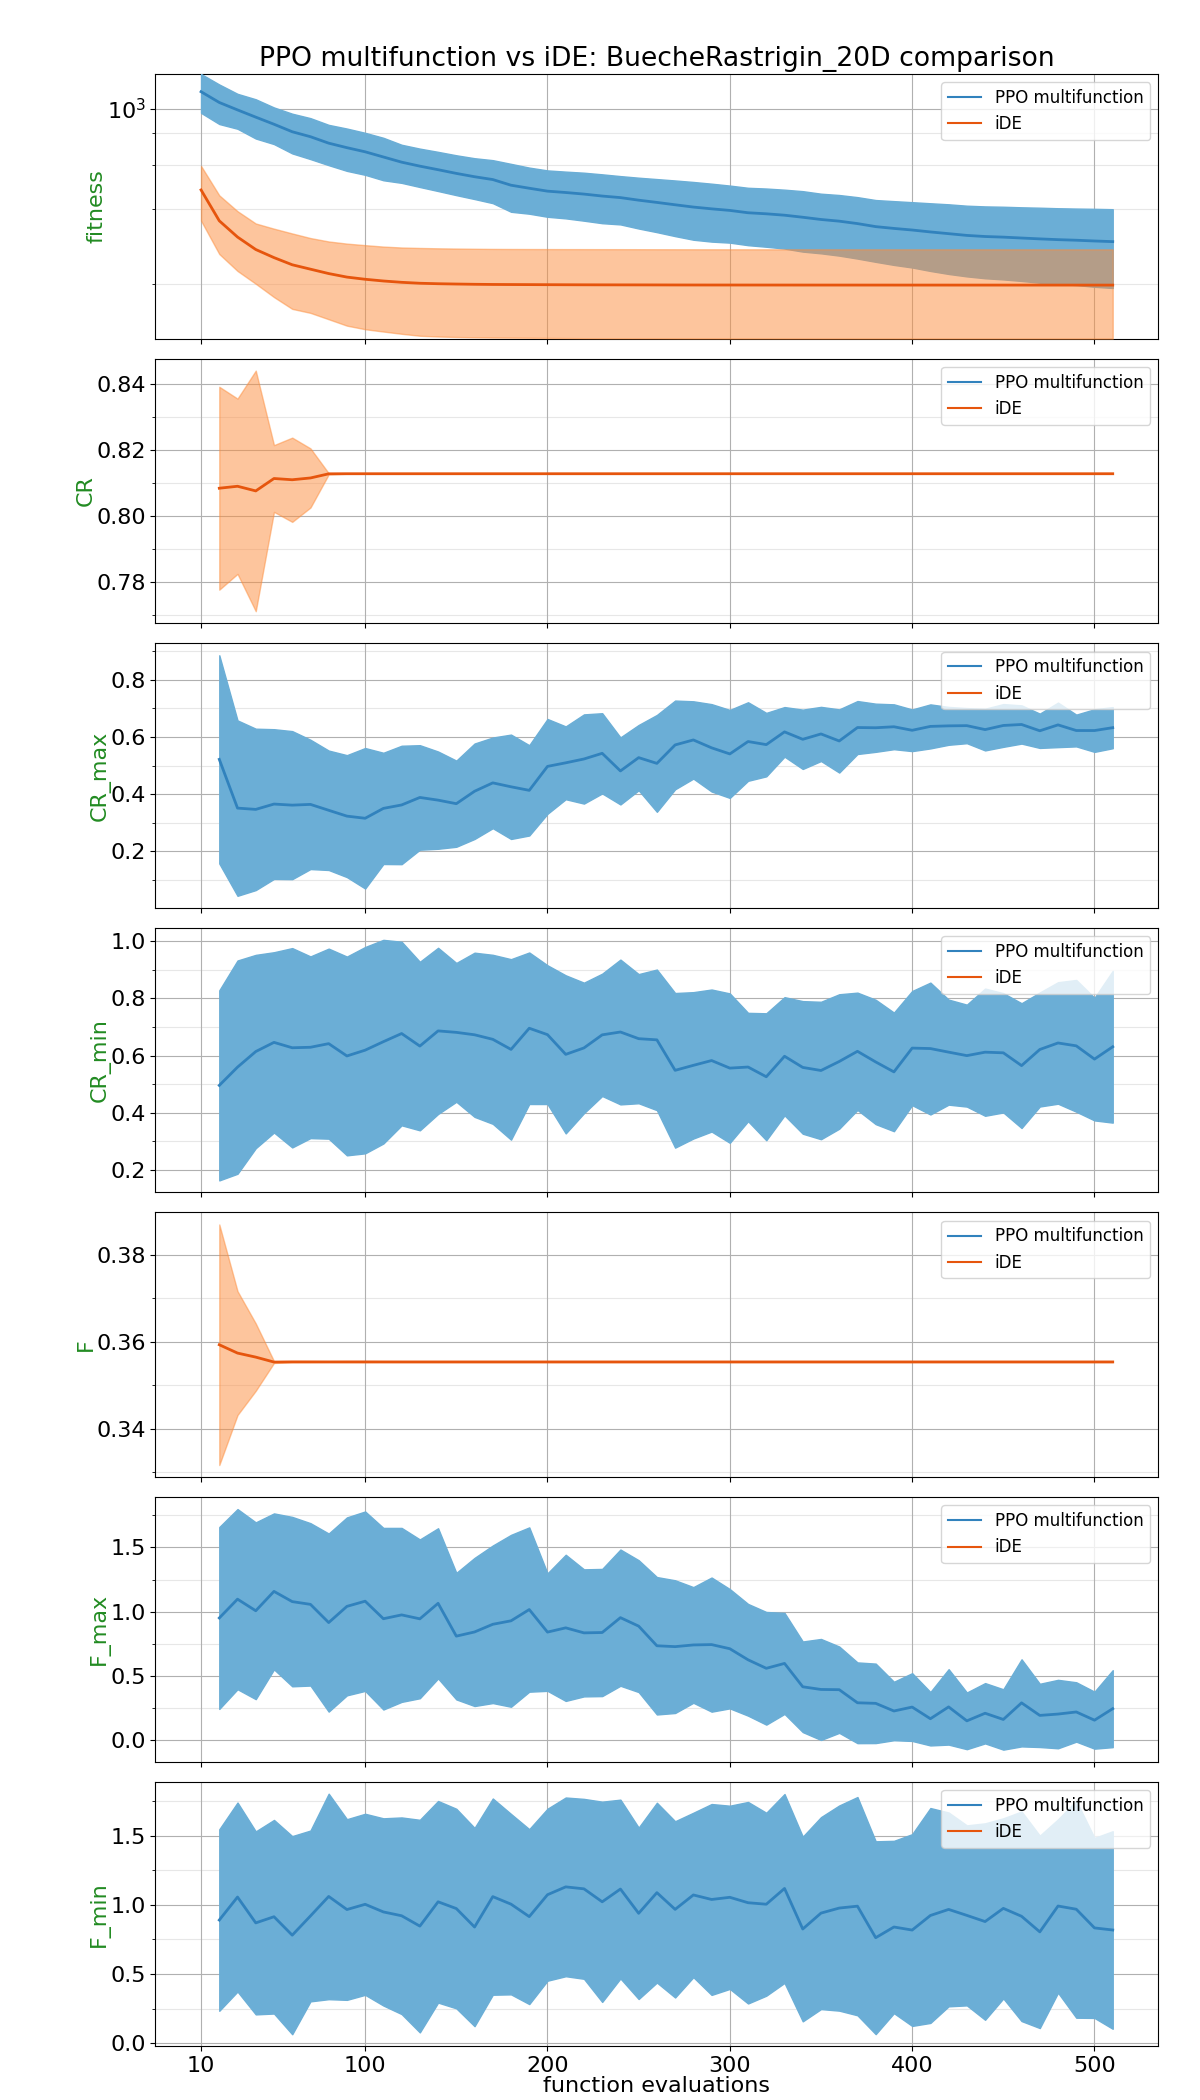 PPO multifunction vs iDE: BuecheRastrigin_20D comparison
10³
fitness
PPO multifunction
iDE
0.84
0.82
0.80
0.78
CR
PPO multifunction
iDE
0.8
0.6
0.4
0.2
CR_max
PPO multifunction
iDE
1.0
0.8
0.6
0.4
0.2
CR_min
PPO multifunction
iDE
0.38
0.36
0.34
F
PPO multifunction
iDE
1.5
1.0
0.5
0.0
F_max
PPO multifunction
iDE
1.5
1.0
0.5
0.0
F_min
PPO multifunction
iDE
10 100 200 300 400 500
function evaluations